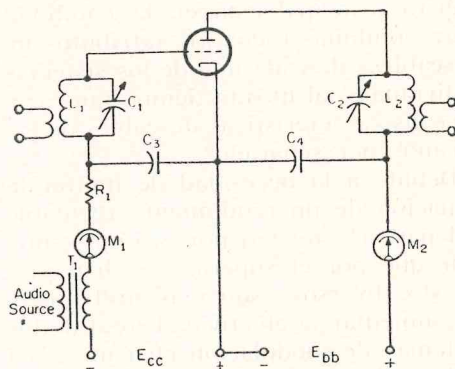 L1
C1
C2
L2
C3
C4
R1
M1
M2
T1
Audio
Source
Ecc
Ebb
− + − +